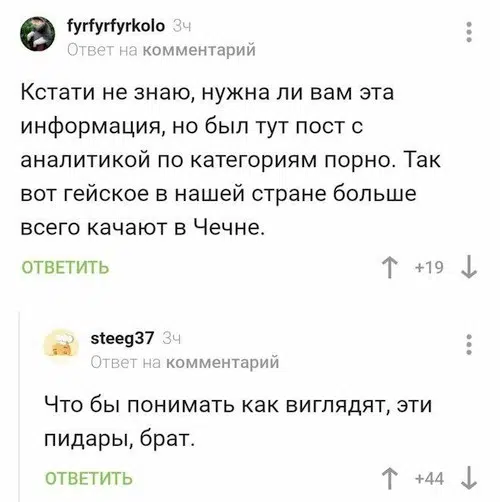 fyrfyrfyrkolo 3ч
Ответ на комментарий
Кстати не знаю, нужна ли вам эта
информация, но был тут пост с
аналитикой по категориям порно. Так
вот гейское в нашей стране больше
всего качают в Чечне.
ОТВЕТИТЬ +19
steeg37 3ч
Ответ на комментарий
Что бы понимать как виглядят, эти
пидары, брат.
ОТВЕТИТЬ +44